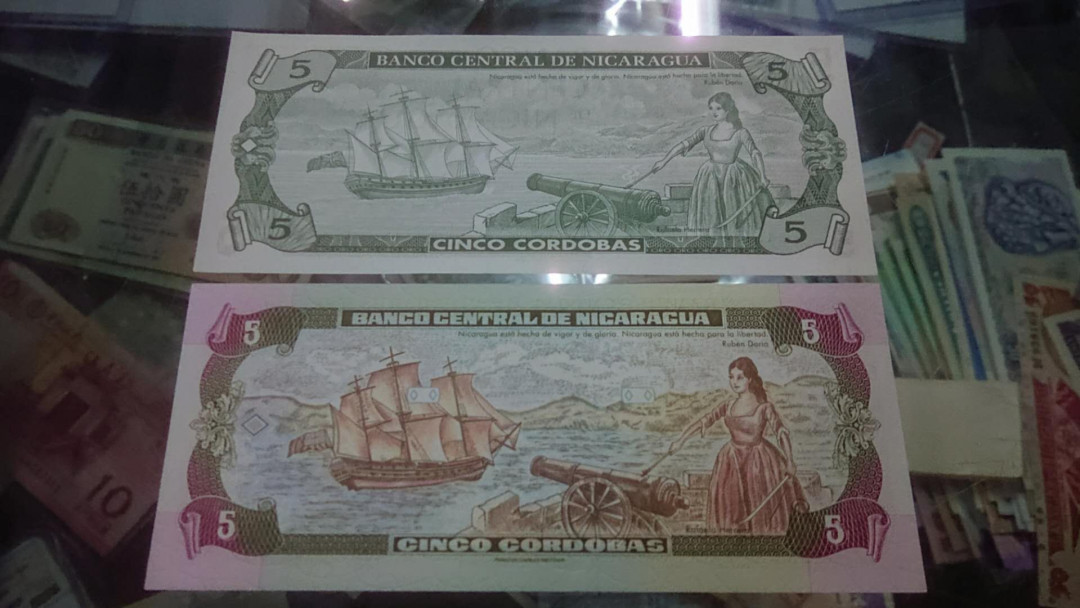 5
BANCO CENTRAL DE NICARAGUA
5
Nicaragua está hecha de vigor y de gloria. Nicaragua está hecha para la libertad.
Rubén Darío
5
CINCO CORDOBAS
5
5
BANCO CENTRAL DE NICARAGUA
5
Nicaragua está hecha de vigor y de gloria. Nicaragua está hecha para la libertad.
Rubén Darío
5
CINCO CORDOBAS
5
10